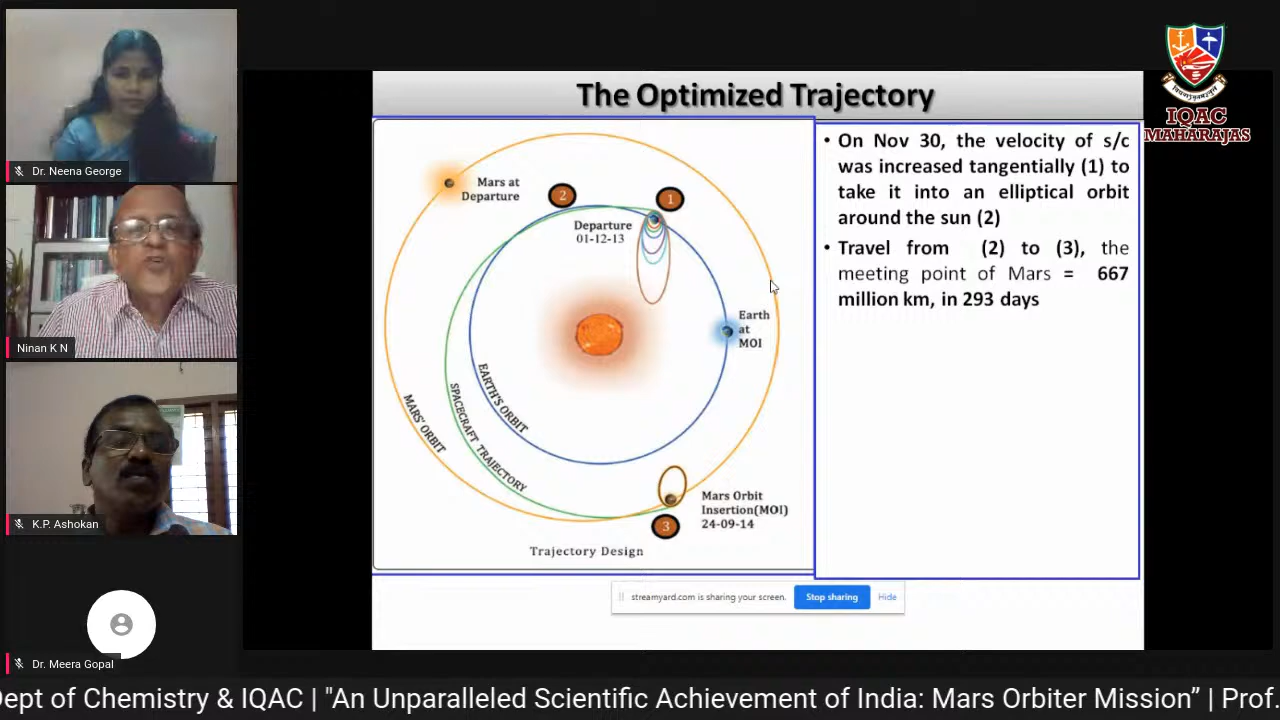 Dr. Neena George
Ninan K N
K.P. Ashokan
Dr. Meera Gopal
The Optimized Trajectory
Mars at
Departure
2
1
Departure
01-12-13
Earth
at
MOI
MARS' ORBIT
SPACECRAFT TRAJECTORY
EARTH'S ORBIT
Mars Orbit
Insertion(MOI)
24-09-14
3
Trajectory Design
• On Nov 30, the velocity of s/c
was increased tangentially (1) to
take it into an elliptical orbit
around the sun (2)
• Travel from (2) to (3), the
meeting point of Mars = 667
million km, in 293 days
streamyard.com is sharing your screen.
Stop sharing
Hide
IQAC
MAHARAJAS
Dept of Chemistry & IQAC | "An Unparalleled Scientific Achievement of India: Mars Orbiter Mission” | Prof.